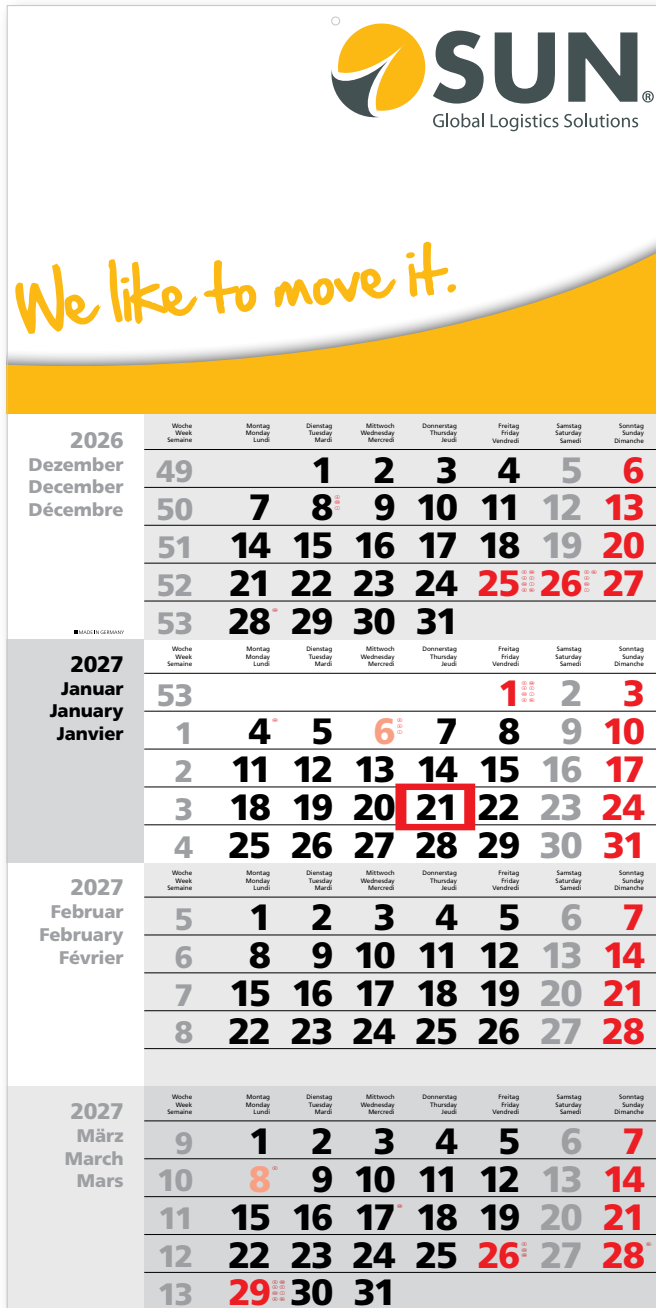 SUN®
Global Logistics Solutions
We like to move it.
2026
Dezember
December
Décembre
MADE IN GERMANY
Woche Montag Dienstag Mittwoch Donnerstag Freitag Samstag Sonntag
Week Monday Tuesday Wednesday Thursday Friday Saturday Sunday
Semaine Lundi Mardi Mercredi Jeudi Vendredi Samedi Dimanche
49 1 2 3 4 5 6
50 7 8 9 10 11 12 13
51 14 15 16 17 18 19 20
52 21 22 23 24 25 26 27
53 28 29 30 31
2027
Januar
January
Janvier
Woche Montag Dienstag Mittwoch Donnerstag Freitag Samstag Sonntag
Week Monday Tuesday Wednesday Thursday Friday Saturday Sunday
Semaine Lundi Mardi Mercredi Jeudi Vendredi Samedi Dimanche
53 1 2 3
1 4 5 6 7 8 9 10
2 11 12 13 14 15 16 17
3 18 19 20 21 22 23 24
4 25 26 27 28 29 30 31
2027
Februar
February
Février
Woche Montag Dienstag Mittwoch Donnerstag Freitag Samstag Sonntag
Week Monday Tuesday Wednesday Thursday Friday Saturday Sunday
Semaine Lundi Mardi Mercredi Jeudi Vendredi Samedi Dimanche
5 1 2 3 4 5 6 7
6 8 9 10 11 12 13 14
7 15 16 17 18 19 20 21
8 22 23 24 25 26 27 28
2027
März
March
Mars
Woche Montag Dienstag Mittwoch Donnerstag Freitag Samstag Sonntag
Week Monday Tuesday Wednesday Thursday Friday Saturday Sunday
Semaine Lundi Mardi Mercredi Jeudi Vendredi Samedi Dimanche
9 1 2 3 4 5 6 7
10 8 9 10 11 12 13 14
11 15 16 17 18 19 20 21
12 22 23 24 25 26 27 28
13 29 30 31